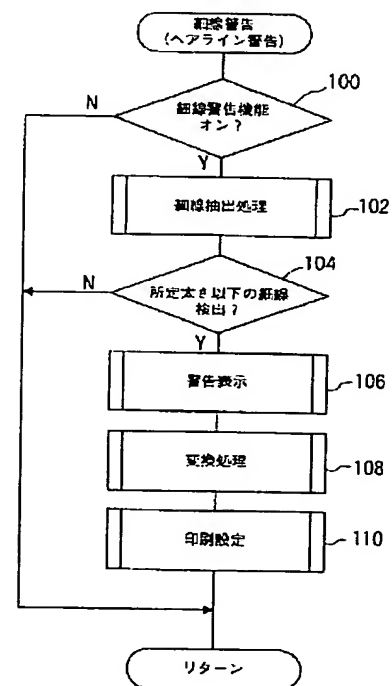 細線警告
(ヘアライン警告)
100
N
細線警告機能
オン?
Y
細線抽出処理
102
104
N
所定太さ以下の細線
検出?
Y
警告表示
106
変換処理
108
印刷設定
110
リターン